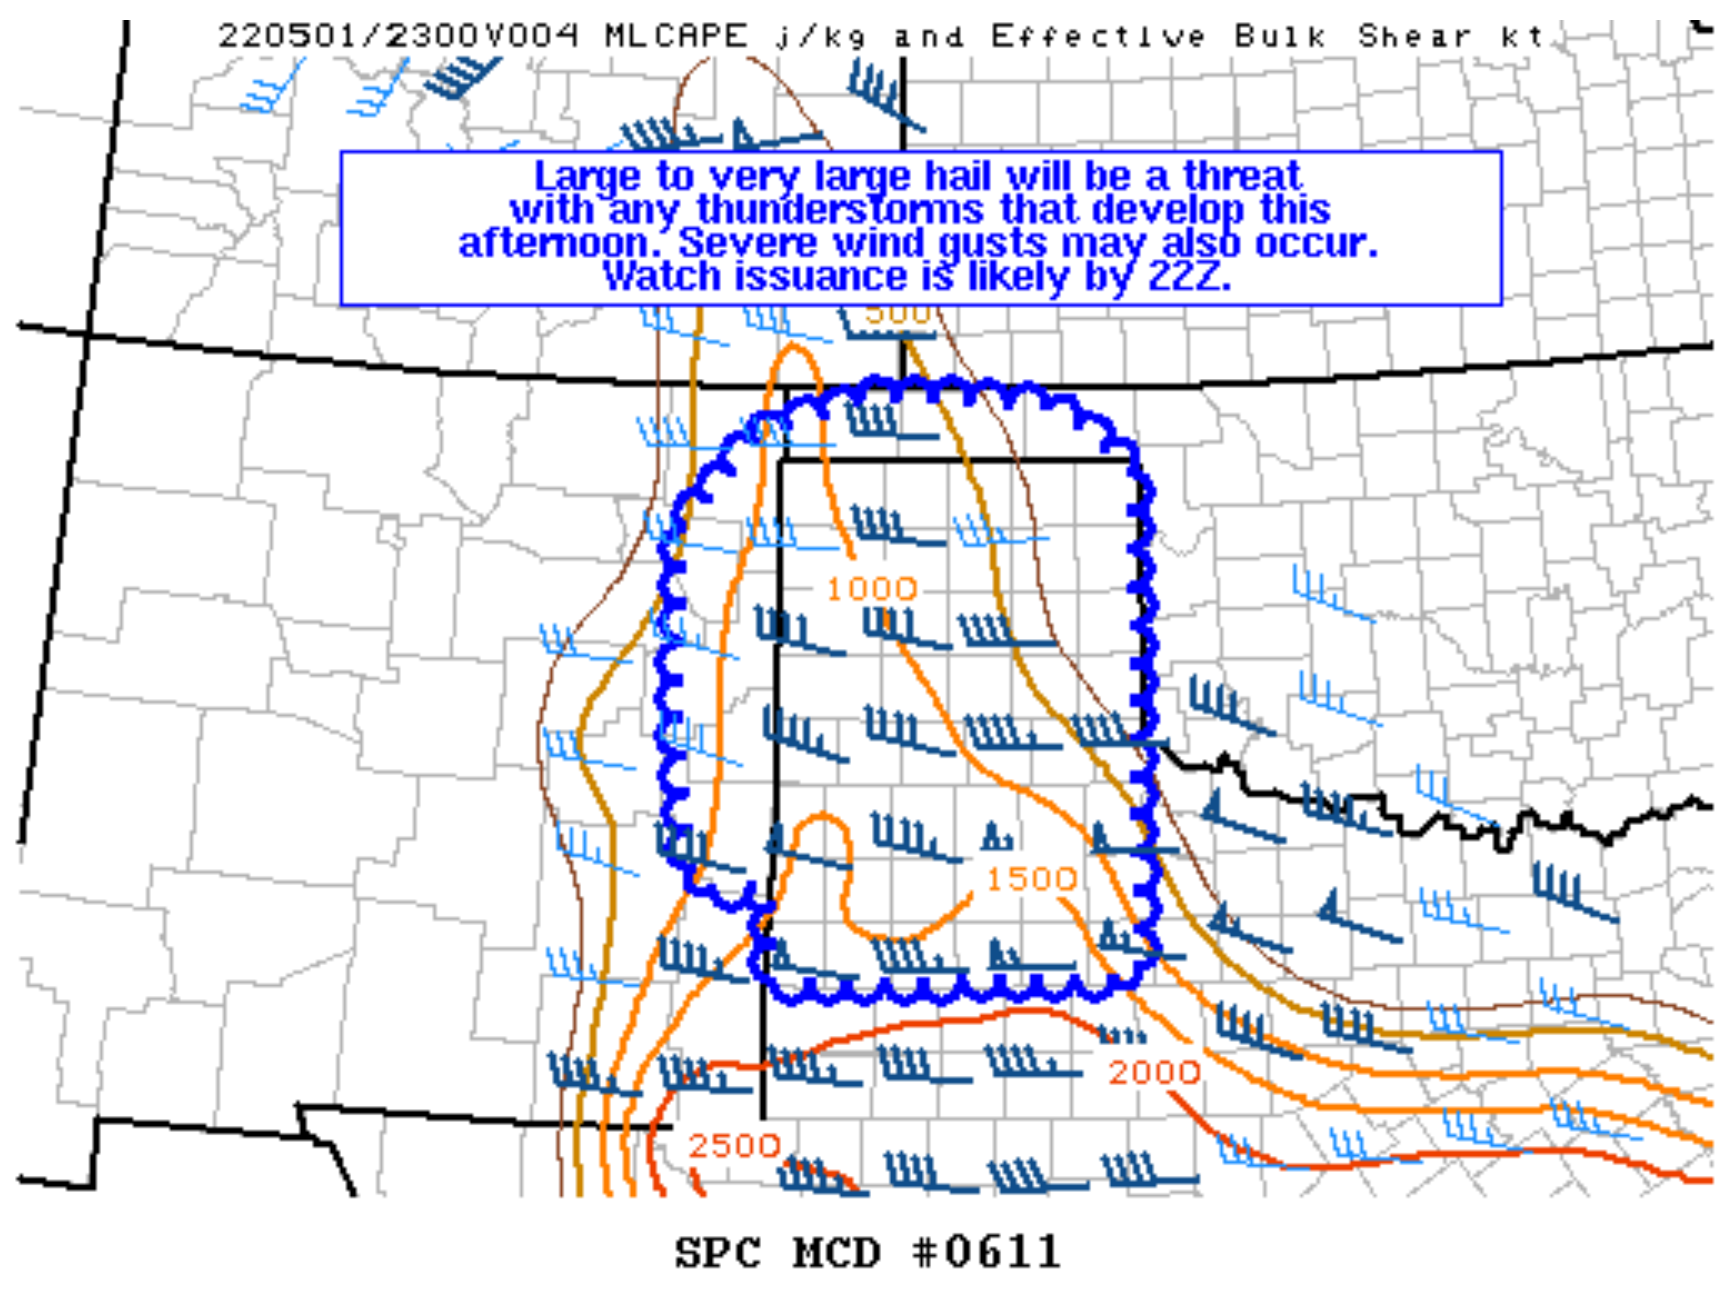 220501/2300V004 MLCAPE j/kg and Effective Bulk Shear kt
Large to very large hail will be a threat
with any thunderstorms that develop this
afternoon. Severe wind gusts may also occur.
Watch issuance is likely by 22Z.
500
1000
1500
2000
2500
SPC MCD #0611